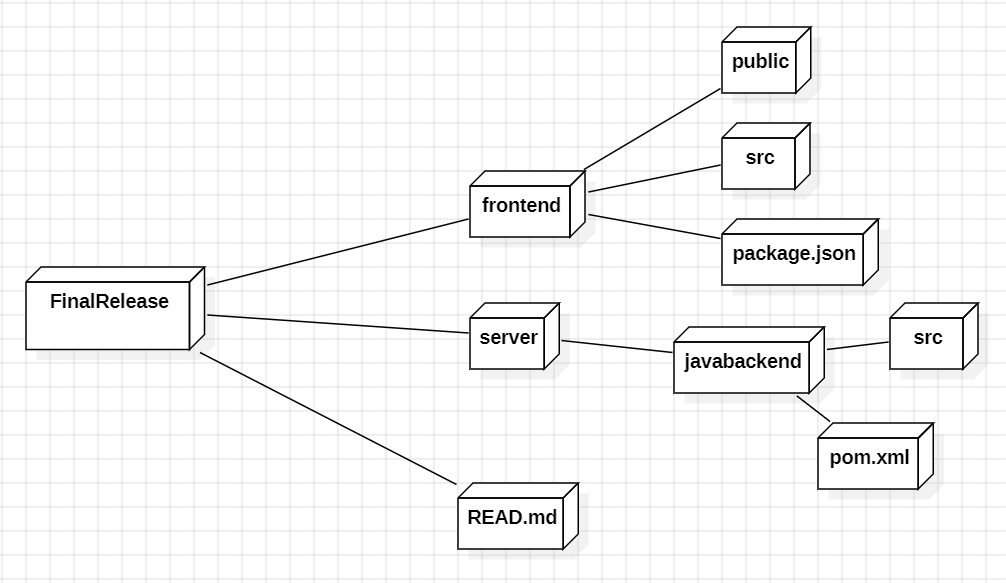 public
src
frontend
package.json
FinalRelease
server
javabackend
src
pom.xml
READ.md